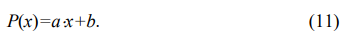 P(x)=a·x+b. (11)